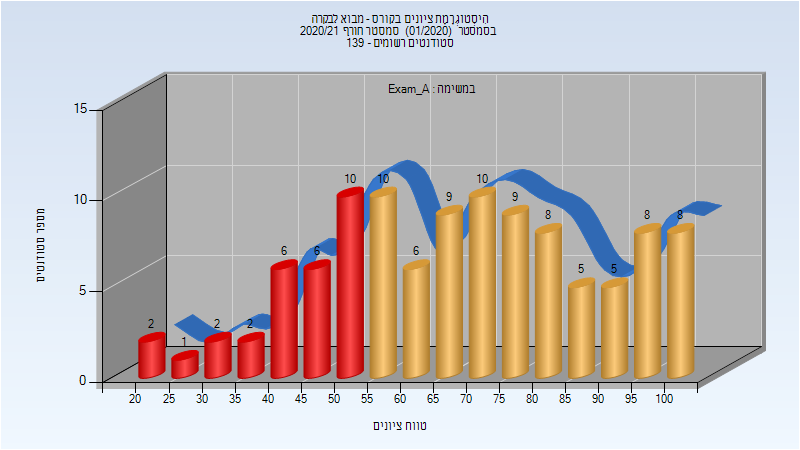 היסטוגרמת ציונים בקורס - מבוא לבקרה
בסמסטר (01/2020) סמסטר חורף 2020/21
סטודנטים רשומים - 139
במשימה : Exam_A
מספר סטודנטים
15
10
5
0
2 1 2 2 6 6 10 10 6 9 10 9 8 5 5 8 8
20 25 30 35 40 45 50 55 60 65 70 75 80 85 90 95 100
טווח ציונים